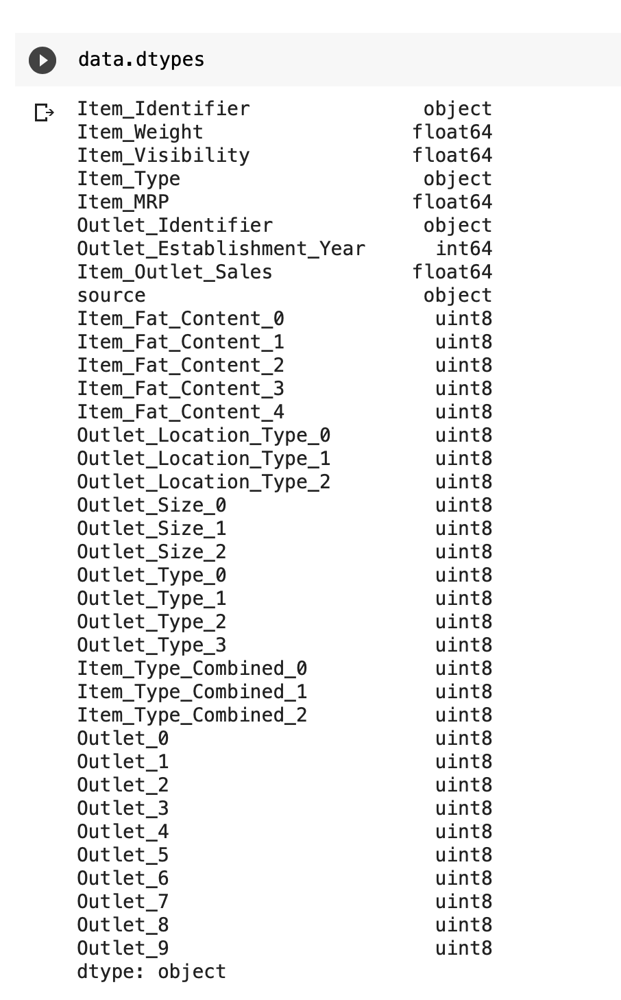 data.dtypes
Item_Identifier object
Item_Weight float64
Item_Visibility float64
Item_Type object
Item_MRP float64
Outlet_Identifier object
Outlet_Establishment_Year int64
Item_Outlet_Sales float64
source object
Item_Fat_Content_0 uint8
Item_Fat_Content_1 uint8
Item_Fat_Content_2 uint8
Item_Fat_Content_3 uint8
Item_Fat_Content_4 uint8
Outlet_Location_Type_0 uint8
Outlet_Location_Type_1 uint8
Outlet_Location_Type_2 uint8
Outlet_Size_0 uint8
Outlet_Size_1 uint8
Outlet_Size_2 uint8
Outlet_Type_0 uint8
Outlet_Type_1 uint8
Outlet_Type_2 uint8
Outlet_Type_3 uint8
Item_Type_Combined_0 uint8
Item_Type_Combined_1 uint8
Item_Type_Combined_2 uint8
Outlet_0 uint8
Outlet_1 uint8
Outlet_2 uint8
Outlet_3 uint8
Outlet_4 uint8
Outlet_5 uint8
Outlet_6 uint8
Outlet_7 uint8
Outlet_8 uint8
Outlet_9 uint8
dtype: object